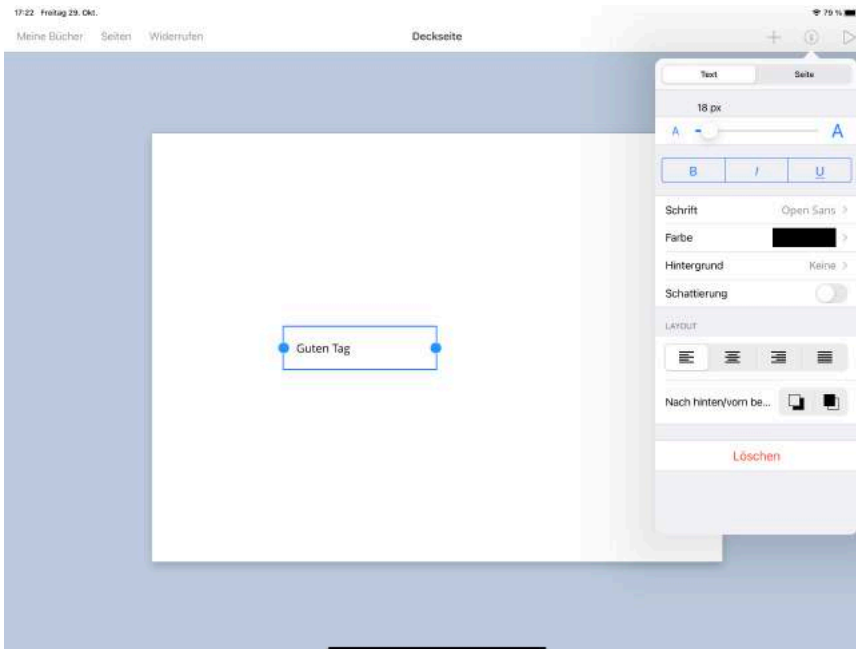 17:22 Freitag 29. Okt.
79 %
Meine Bücher Seiten Widerrufen Deckseite
Text Seite
18 px
A A
B I U
Schrift Open Sans
Farbe
Hintergrund Keine
Schattierung
Guten Tag
LAYOUT
Nach hinten/vorn be...
Löschen